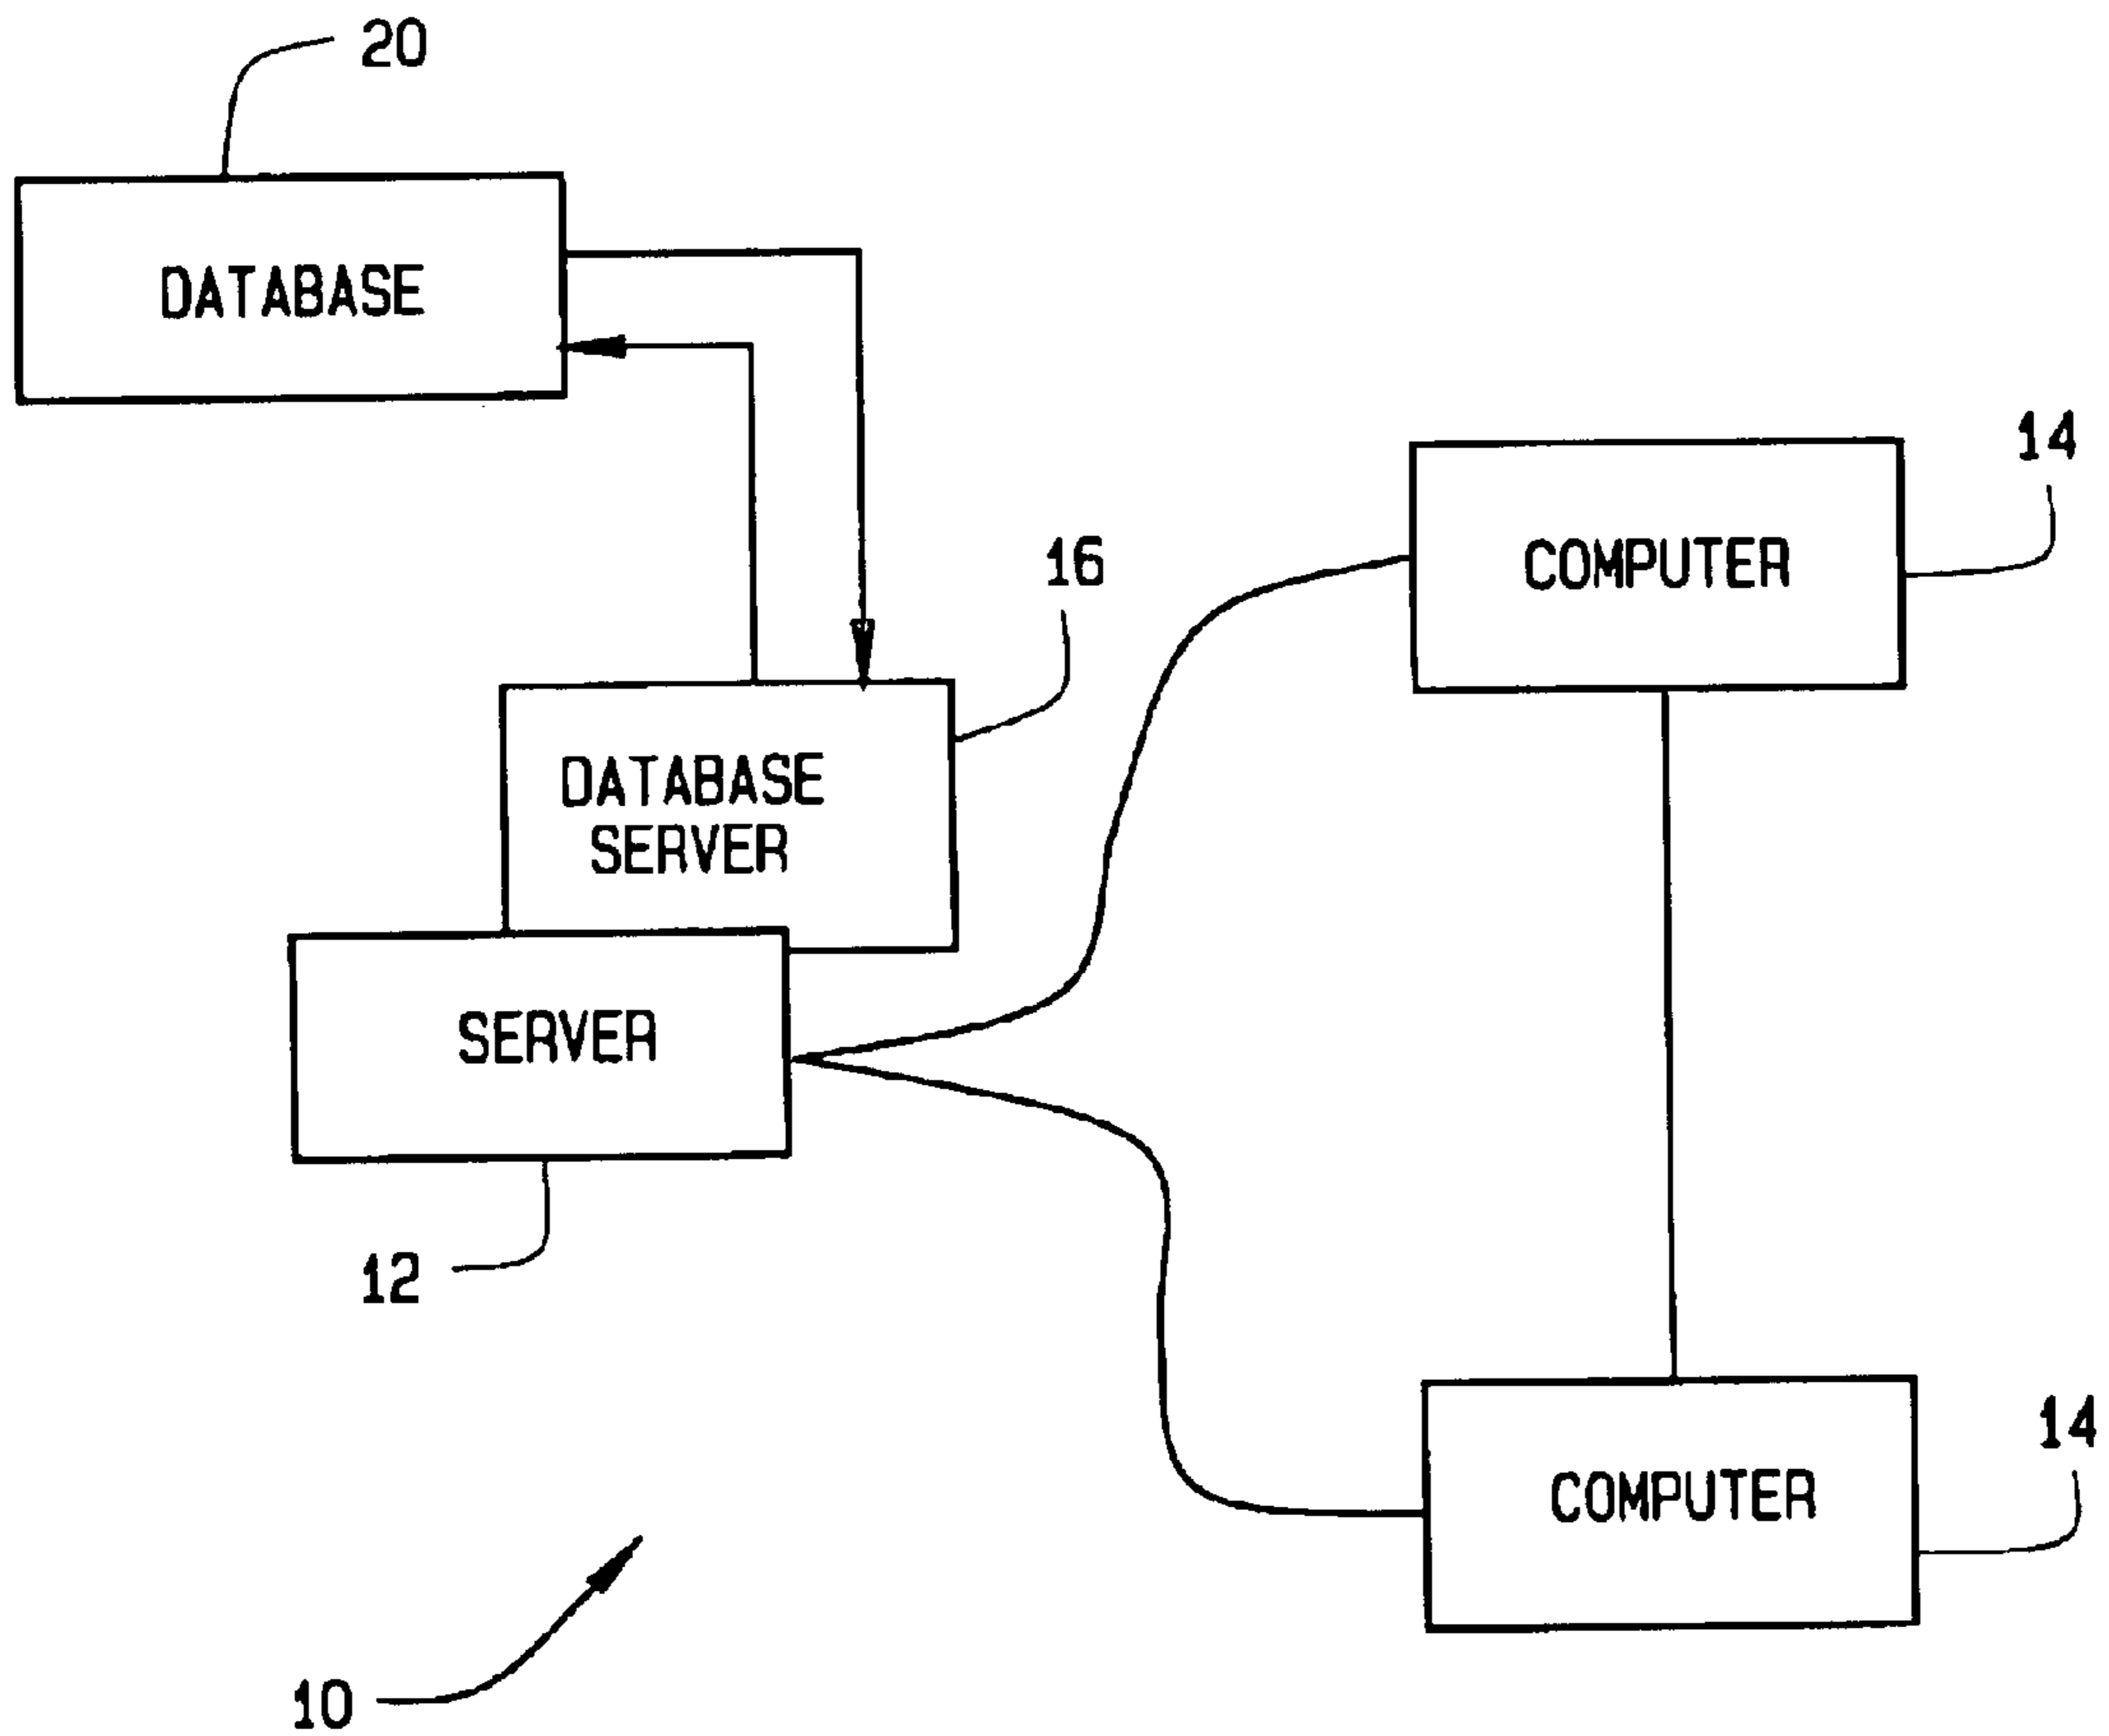 20
DATABASE
14
COMPUTER
16
DATABASE
SERVER
SERVER
12
14
COMPUTER
10